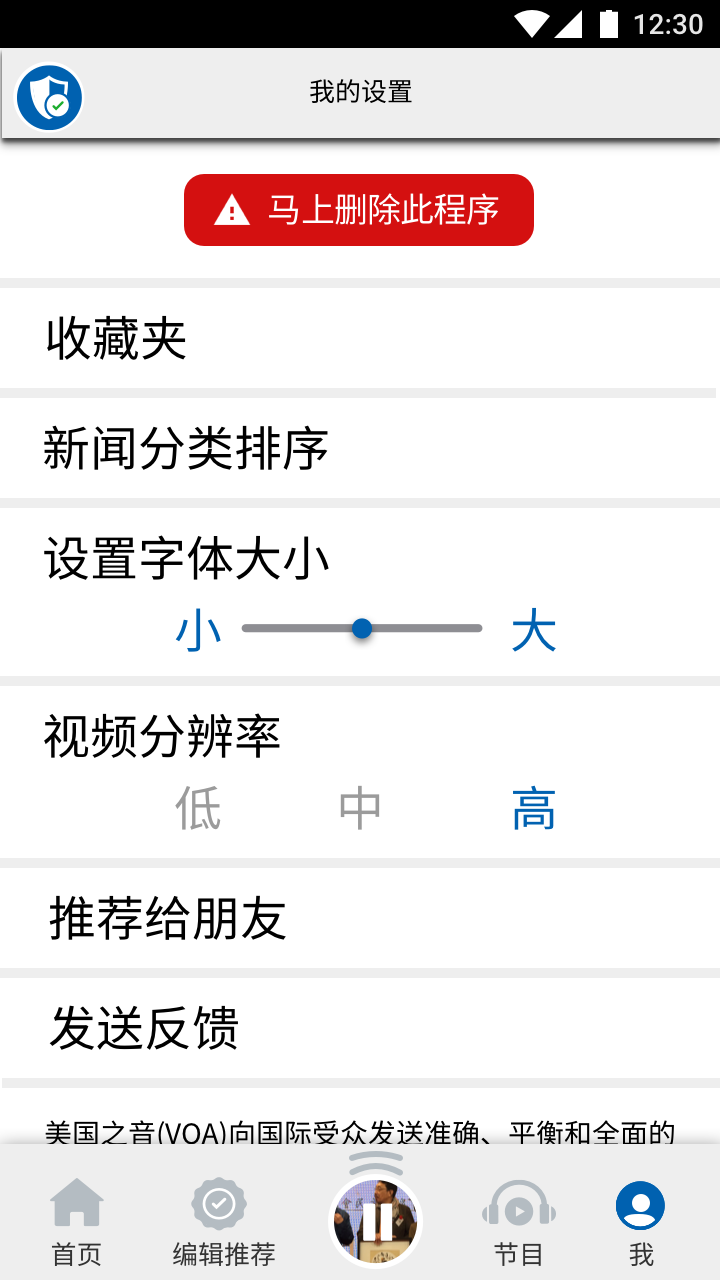 12:30
我的设置
马上删除此程序
收藏夹
新闻分类排序
设置字体大小
小 大
视频分辨率
低 中 高
推荐给朋友
发送反馈
美国之音(VOA)向国际受众发送准确、平衡和全面的
首页 编辑推荐 节目 我